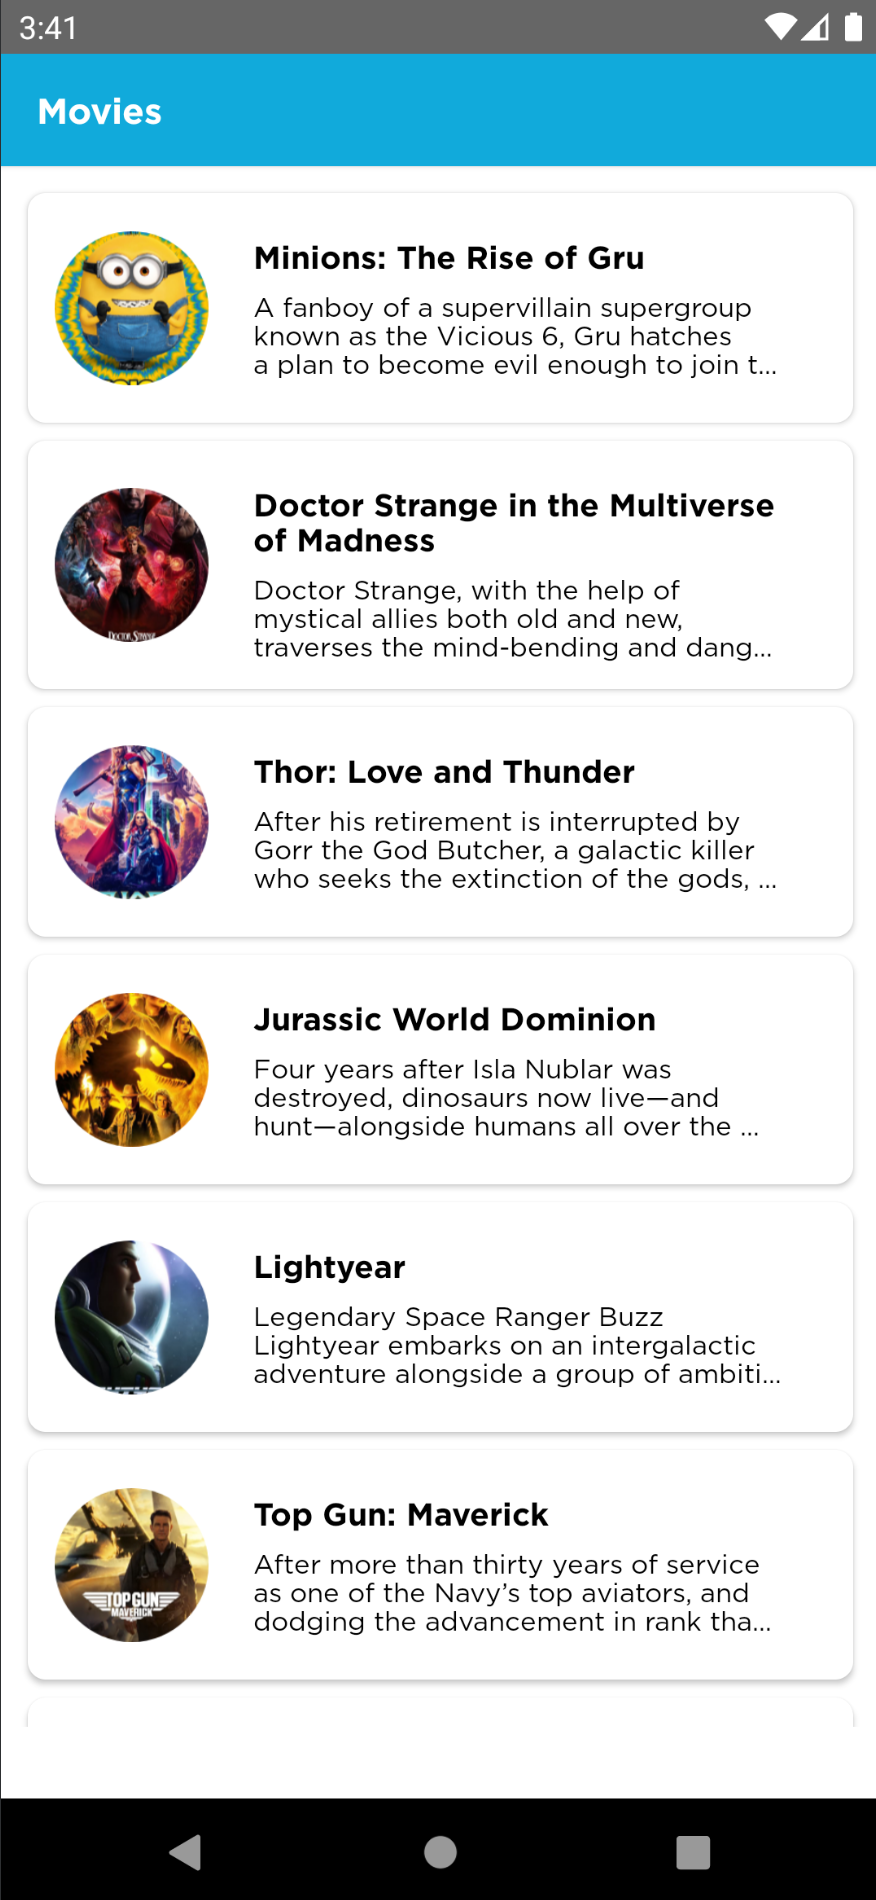 3:41
Movies
Minions: The Rise of Gru
A fanboy of a supervillain supergroup
known as the Vicious 6, Gru hatches
a plan to become evil enough to join t...
Doctor Strange in the Multiverse
of Madness
Doctor Strange, with the help of
mystical allies both old and new,
traverses the mind-bending and dang...
DOCTOR STRANGE
Thor: Love and Thunder
After his retirement is interrupted by
Gorr the God Butcher, a galactic killer
who seeks the extinction of the gods, ...
Jurassic World Dominion
Four years after Isla Nublar was
destroyed, dinosaurs now live—and
hunt—alongside humans all over the ...
Lightyear
Legendary Space Ranger Buzz
Lightyear embarks on an intergalactic
adventure alongside a group of ambiti...
Top Gun: Maverick
After more than thirty years of service
as one of the Navy’s top aviators, and
dodging the advancement in rank tha...
TOPGUN
MAVERICK